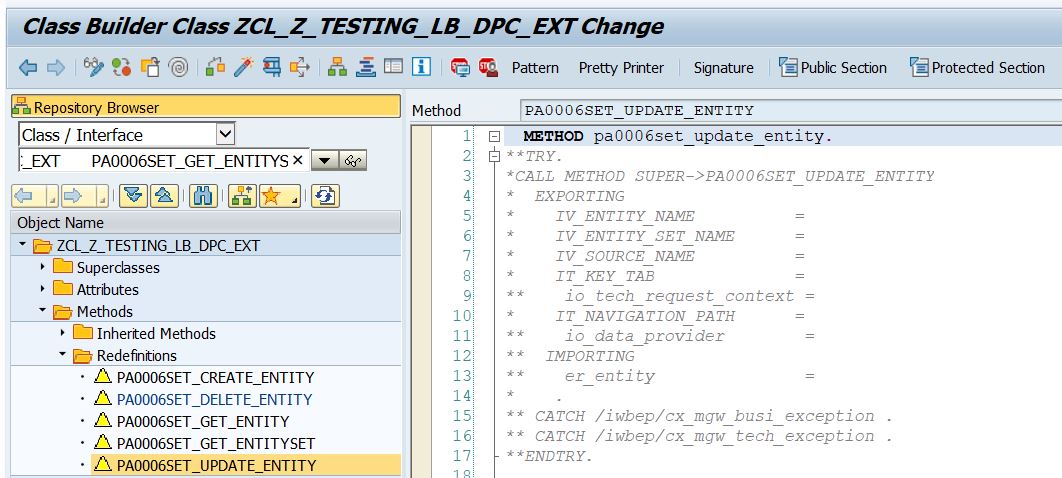 Class Builder Class ZCL_Z_TESTING_LB_DPC_EXT Change
Pattern Pretty Printer Signature Public Section Protected Section
Repository Browser
Class / Interface
:_EXT PA0006SET_GET_ENTITYS
Object Name
ZCL_Z_TESTING_LB_DPC_EXT
Superclasses
Attributes
Methods
Inherited Methods
Redefinitions
PA0006SET_CREATE_ENTITY
PA0006SET_DELETE_ENTITY
PA0006SET_GET_ENTITY
PA0006SET_GET_ENTITYSET
PA0006SET_UPDATE_ENTITY
Method PA0006SET_UPDATE_ENTITY
1 METHOD pa0006set_update_entity.
2 **TRY.
3 *CALL METHOD SUPER->PA0006SET_UPDATE_ENTITY
4 * EXPORTING
5 * IV_ENTITY_NAME =
6 * IV_ENTITY_SET_NAME =
7 * IV_SOURCE_NAME =
8 * IT_KEY_TAB =
9 ** io_tech_request_context =
10 * IT_NAVIGATION_PATH =
11 ** io_data_provider =
12 ** IMPORTING
13 ** er_entity =
14 * .
15 ** CATCH /iwbep/cx_mgw_busi_exception .
16 ** CATCH /iwbep/cx_mgw_tech_exception .
17 **ENDTRY.
18